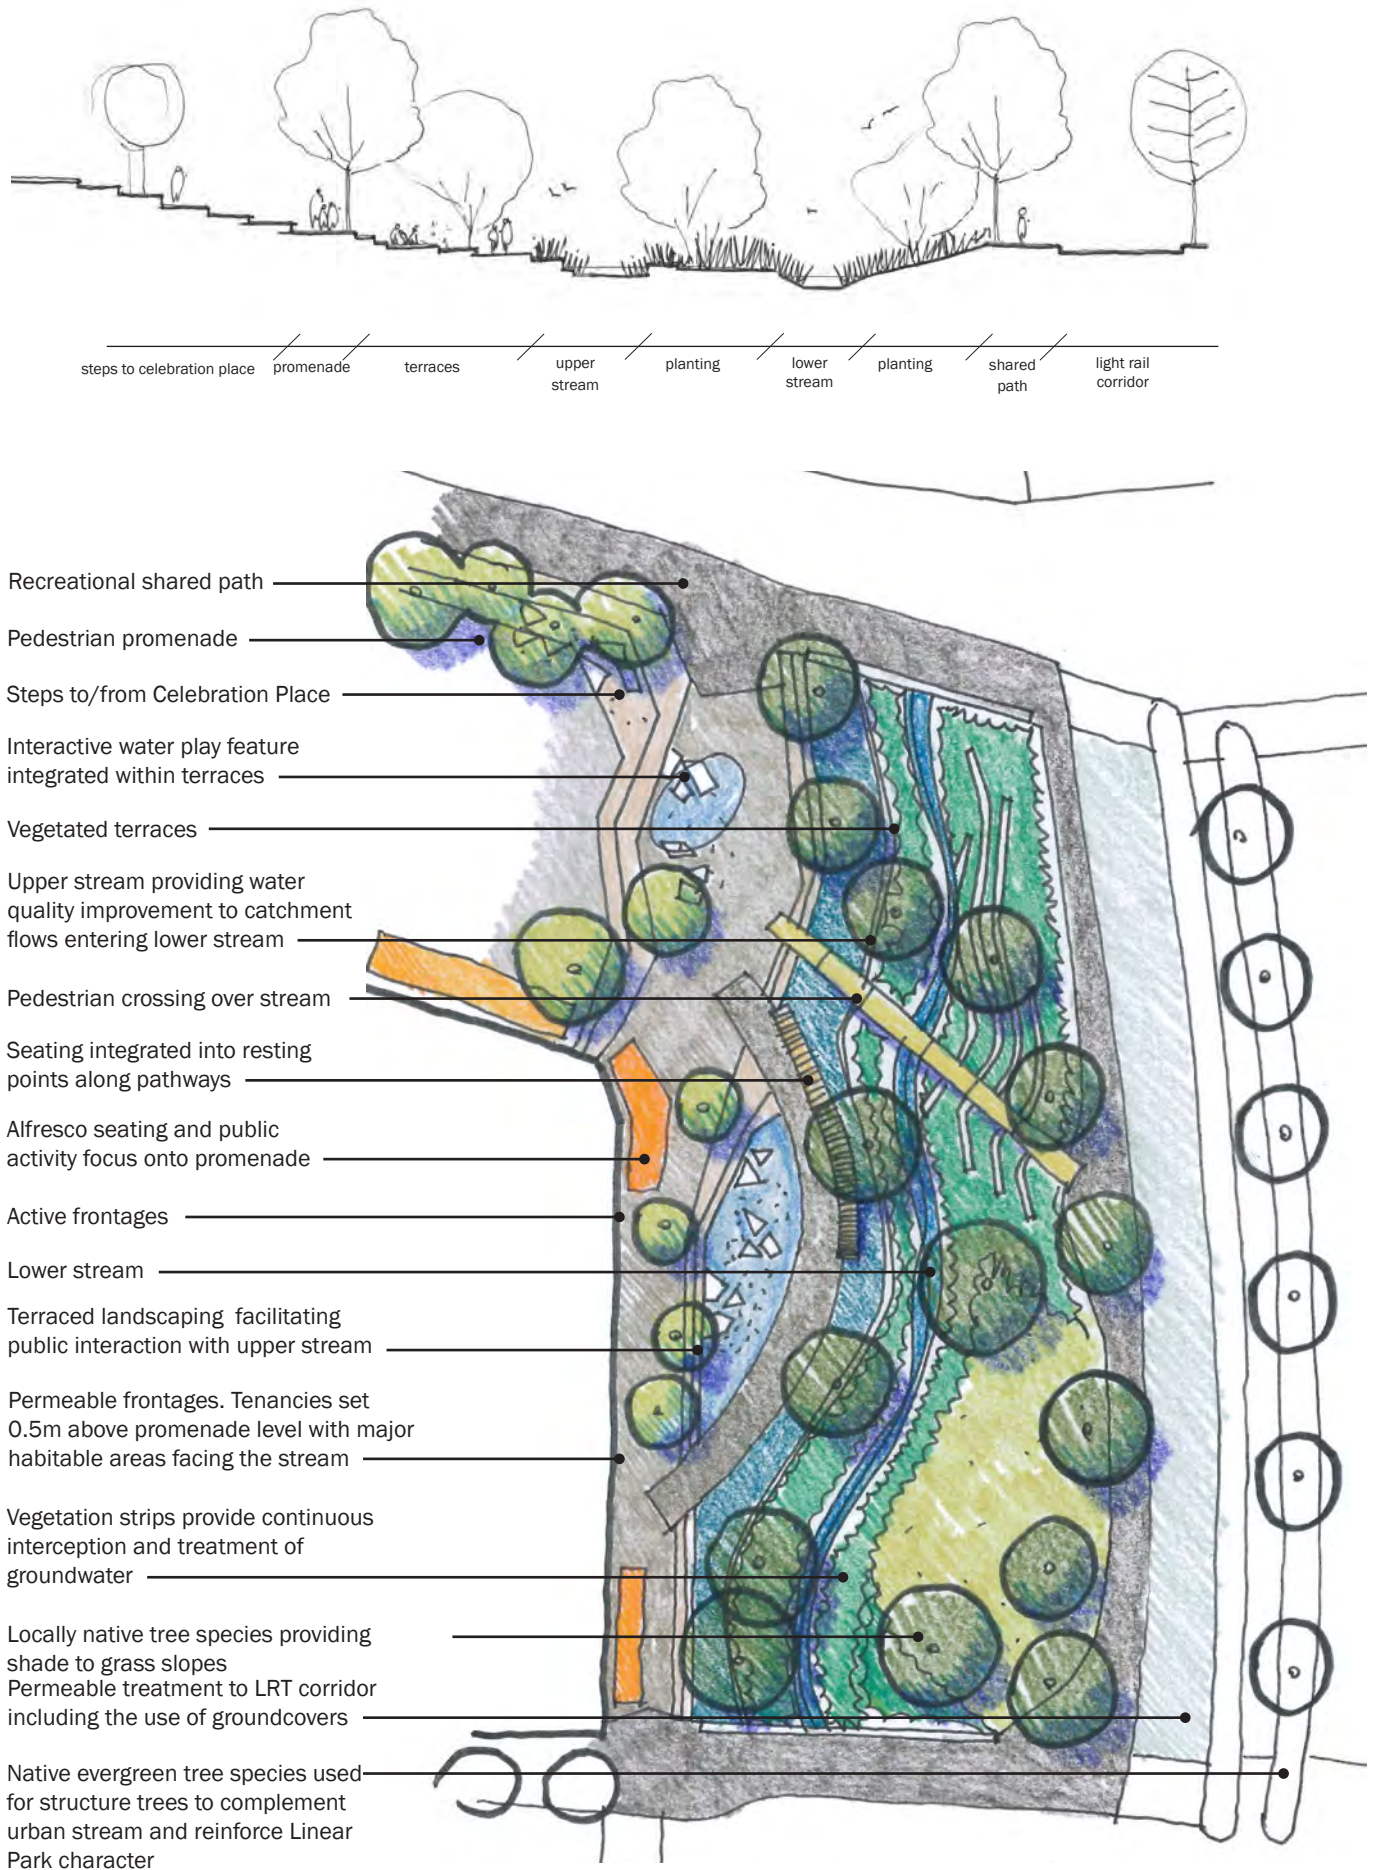 steps to celebration place
promenade
terraces
upper
stream
planting
lower
stream
planting
shared
path
light rail
corridor
Recreational shared path
Pedestrian promenade
Steps to/from Celebration Place
Interactive water play feature
integrated within terraces
Vegetated terraces
Upper stream providing water
quality improvement to catchment
flows entering lower stream
Pedestrian crossing over stream
Seating integrated into resting
points along pathways
Alfresco seating and public
activity focus onto promenade
Active frontages
Lower stream
Terraced landscaping facilitating
public interaction with upper stream
Permeable frontages. Tenancies set
0.5m above promenade level with major
habitable areas facing the stream
Vegetation strips provide continuous
interception and treatment of
groundwater
Locally native tree species providing
shade to grass slopes
Permeable treatment to LRT corridor
including the use of groundcovers
Native evergreen tree species used
for structure trees to complement
urban stream and reinforce Linear
Park character